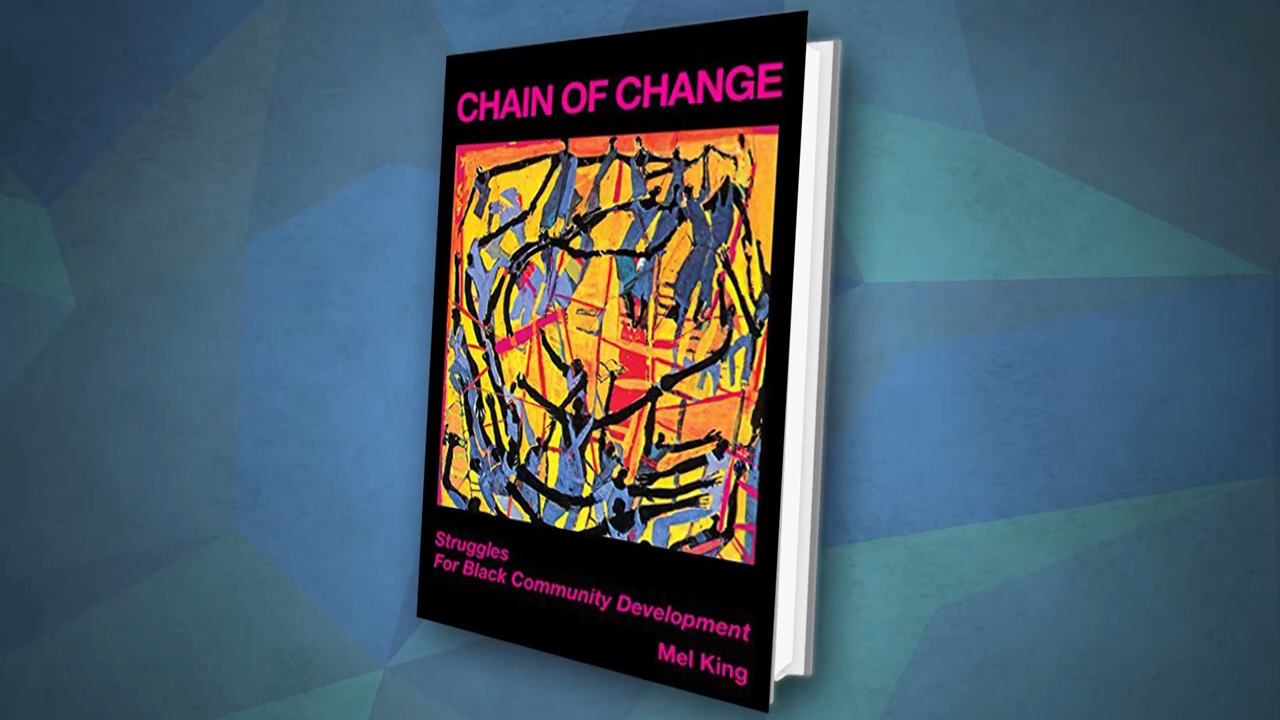 CHAIN OF CHANGE
Struggles
For Black Community Development
Mel King